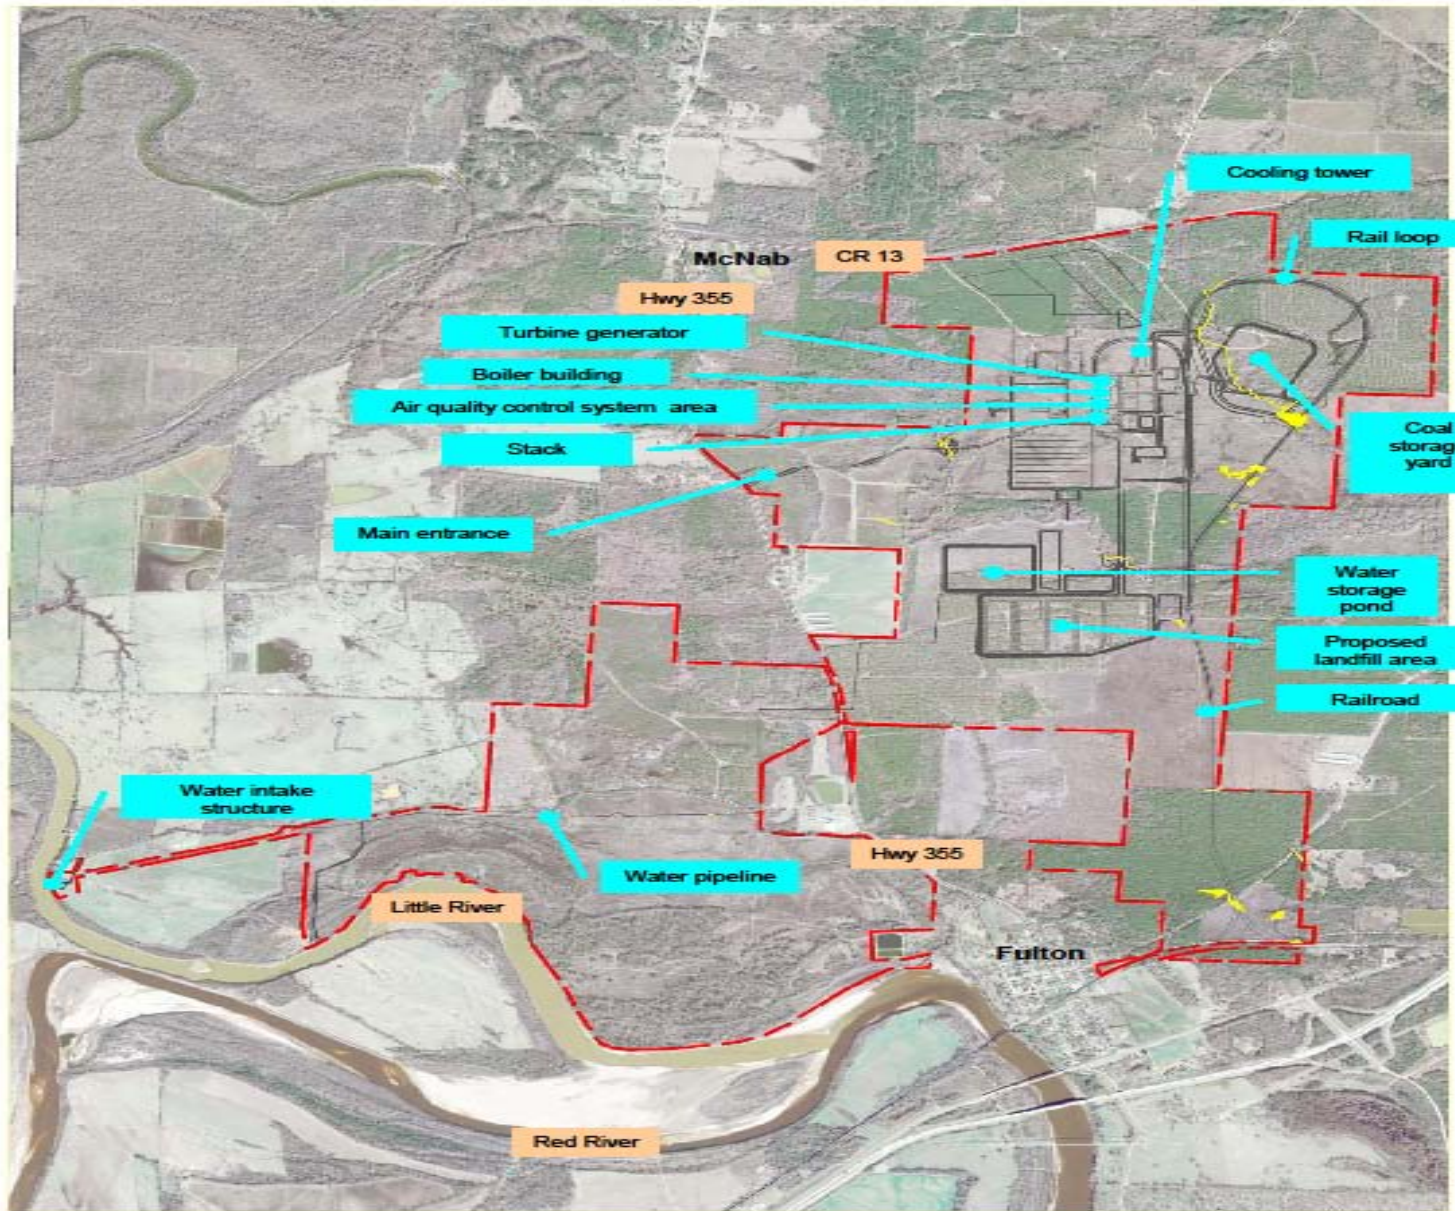 Cooling tower
Rail loop
McNab
CR 13
Hwy 355
Turbine generator
Boiler building
Air quality control system area
Stack
Coal
storag
yard
Main entrance
Water
storage
pond
Proposed
landfill area
Railroad
Water intake
structure
Hwy 355
Water pipeline
Little River
Fulton
Red River